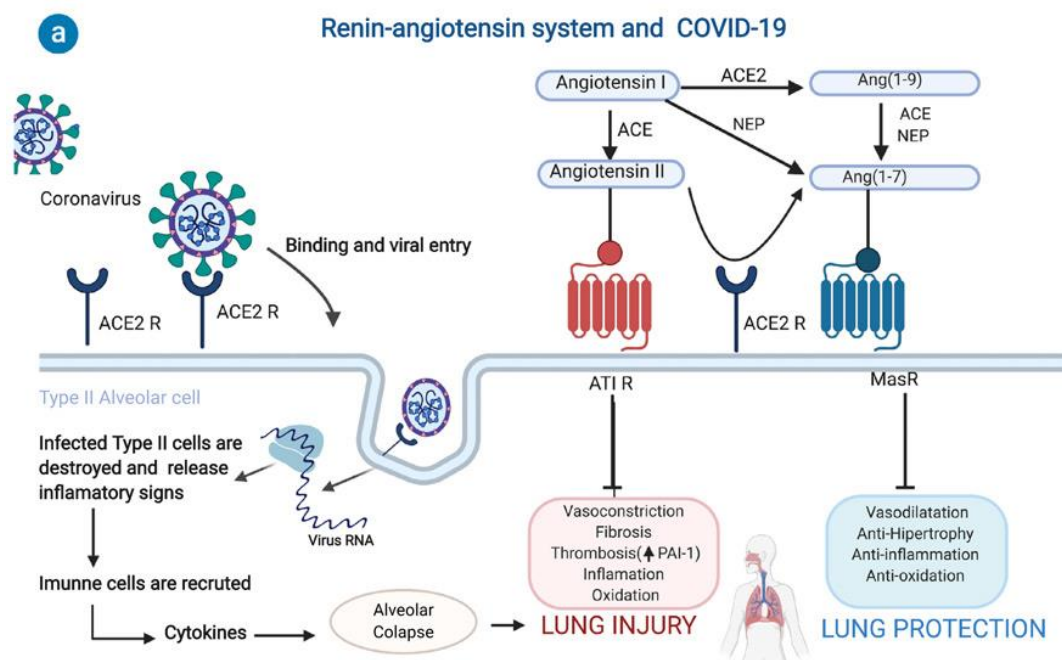 a
Renin-angiotensin system and COVID-19
Angiotensin I
ACE2
Ang(1-9)
ACE
NEP
ACE
NEP
Angiotensin II
Ang(1-7)
Coronavirus
Binding and viral entry
ACE2 R
ACE2 R
ACE2 R
ATI R
MasR
Type II Alveolar cell
Infected Type II cells are
destroyed and release
inflamatory signs
Virus RNA
Imunne cells are recruted
Cytokines
Alveolar
Colapse
Vasoconstriction
Fibrosis
Thrombosis(⬆ PAI-1)
Inflamation
Oxidation
LUNG INJURY
Vasodilatation
Anti-Hipertrophy
Anti-inflammation
Anti-oxidation
LUNG PROTECTION